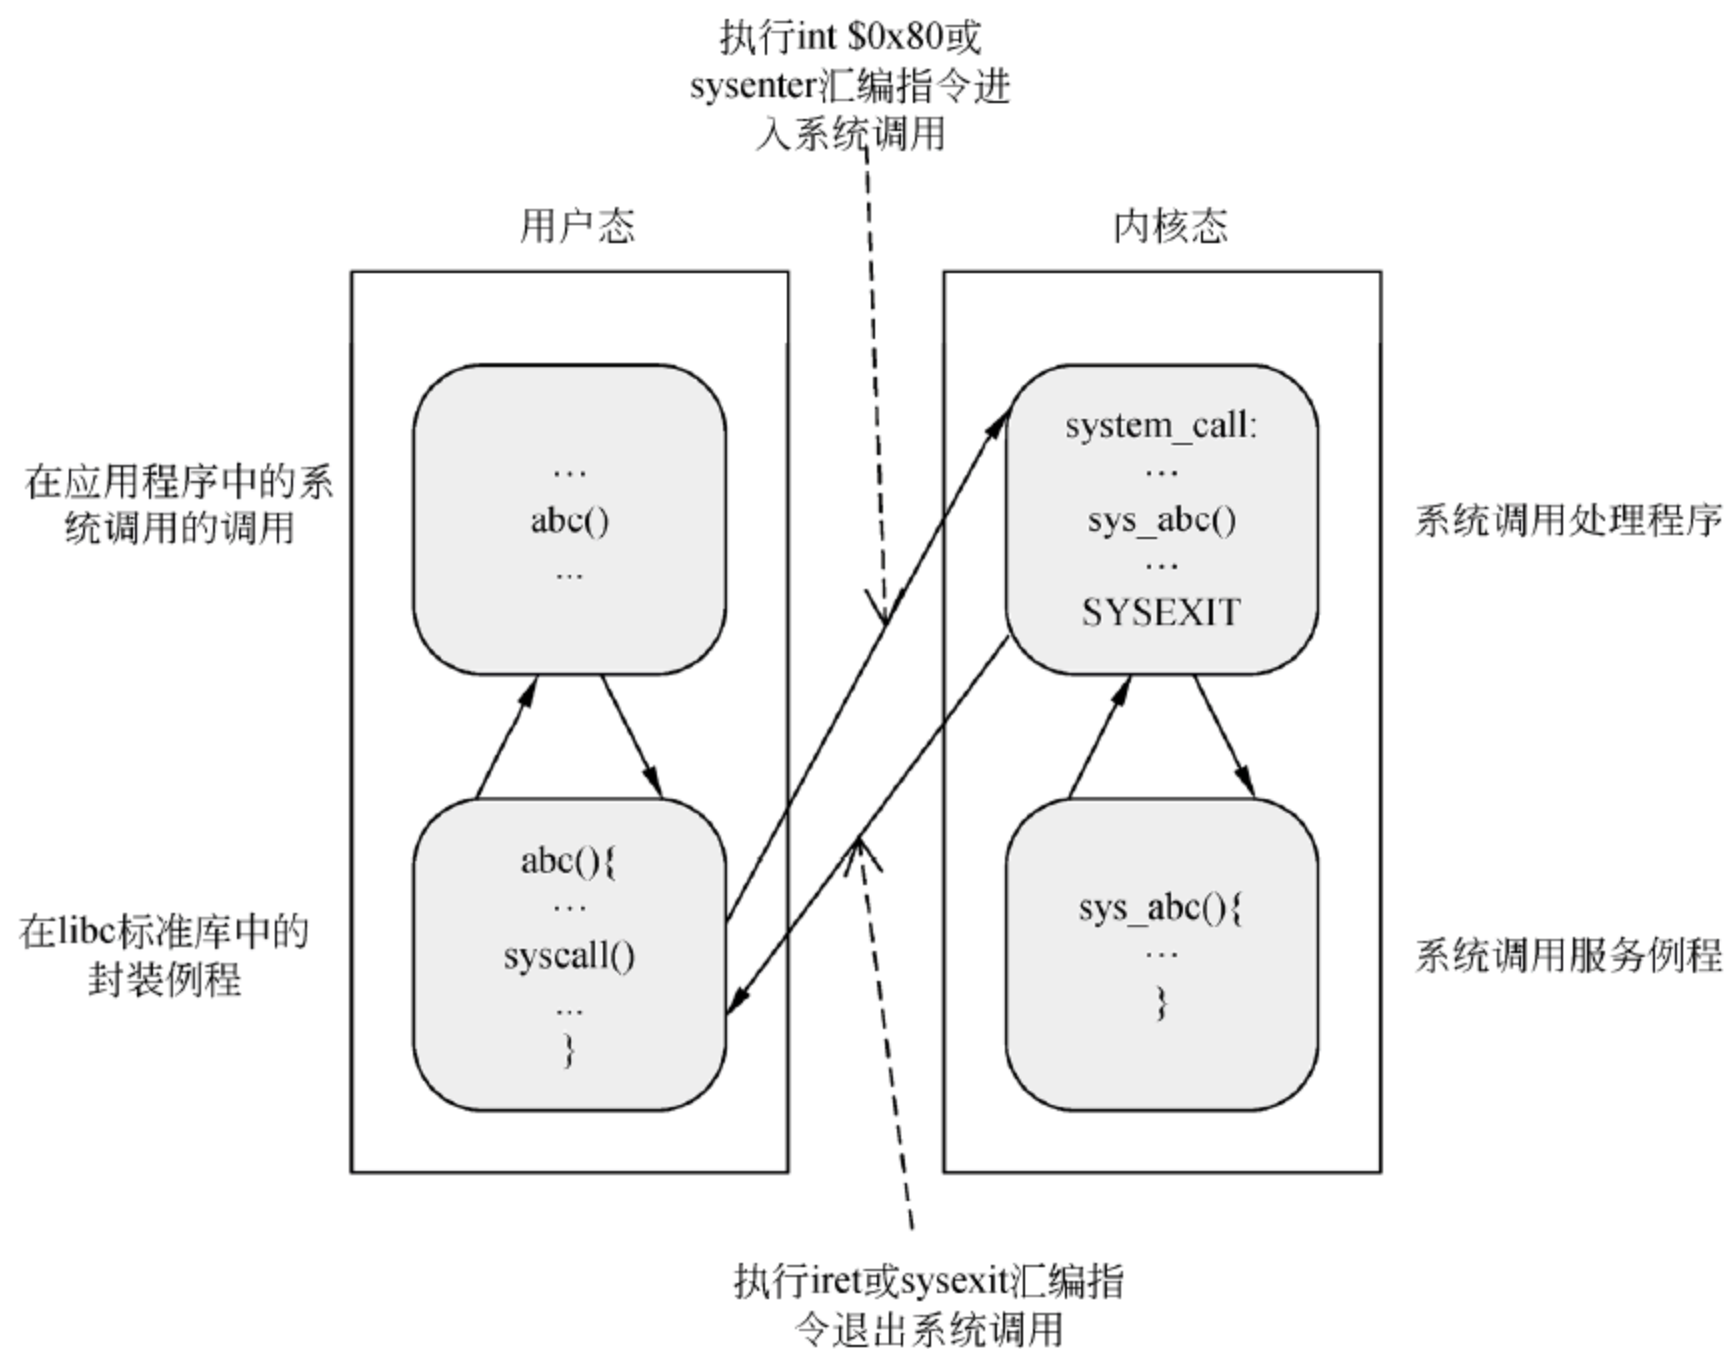 执行int $0x80或
sysenter汇编指令进
入系统调用
用户态
内核态
在应用程序中的系
统调用的调用
…
abc()
...
system_call:
…
sys_abc()
…
SYSEXIT
系统调用处理程序
在libc标准库中的
封装例程
abc(){
…
syscall()
...
}
sys_abc(){
…
}
系统调用服务例程
执行iret或sysexit汇编指
令退出系统调用